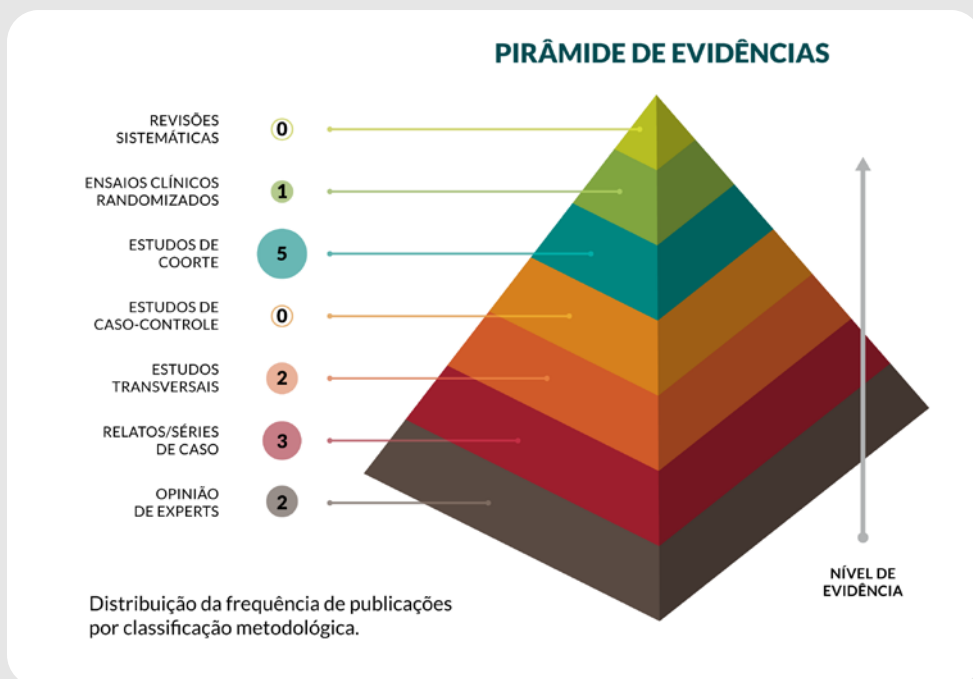 PIRÂMIDE DE EVIDÊNCIAS
REVISÕES
SISTEMÁTICAS
0
ENSAIOS CLÍNICOS
RANDOMIZADOS
1
ESTUDOS DE
COORTE
5
ESTUDOS DE
CASO-CONTROLE
0
ESTUDOS
TRANSVERSAIS
2
RELATOS/SÉRIES
DE CASO
3
OPINIÃO
DE EXPERTS
2
NÍVEL DE
EVIDÊNCIA
Distribuição da frequência de publicações
por classificação metodológica.